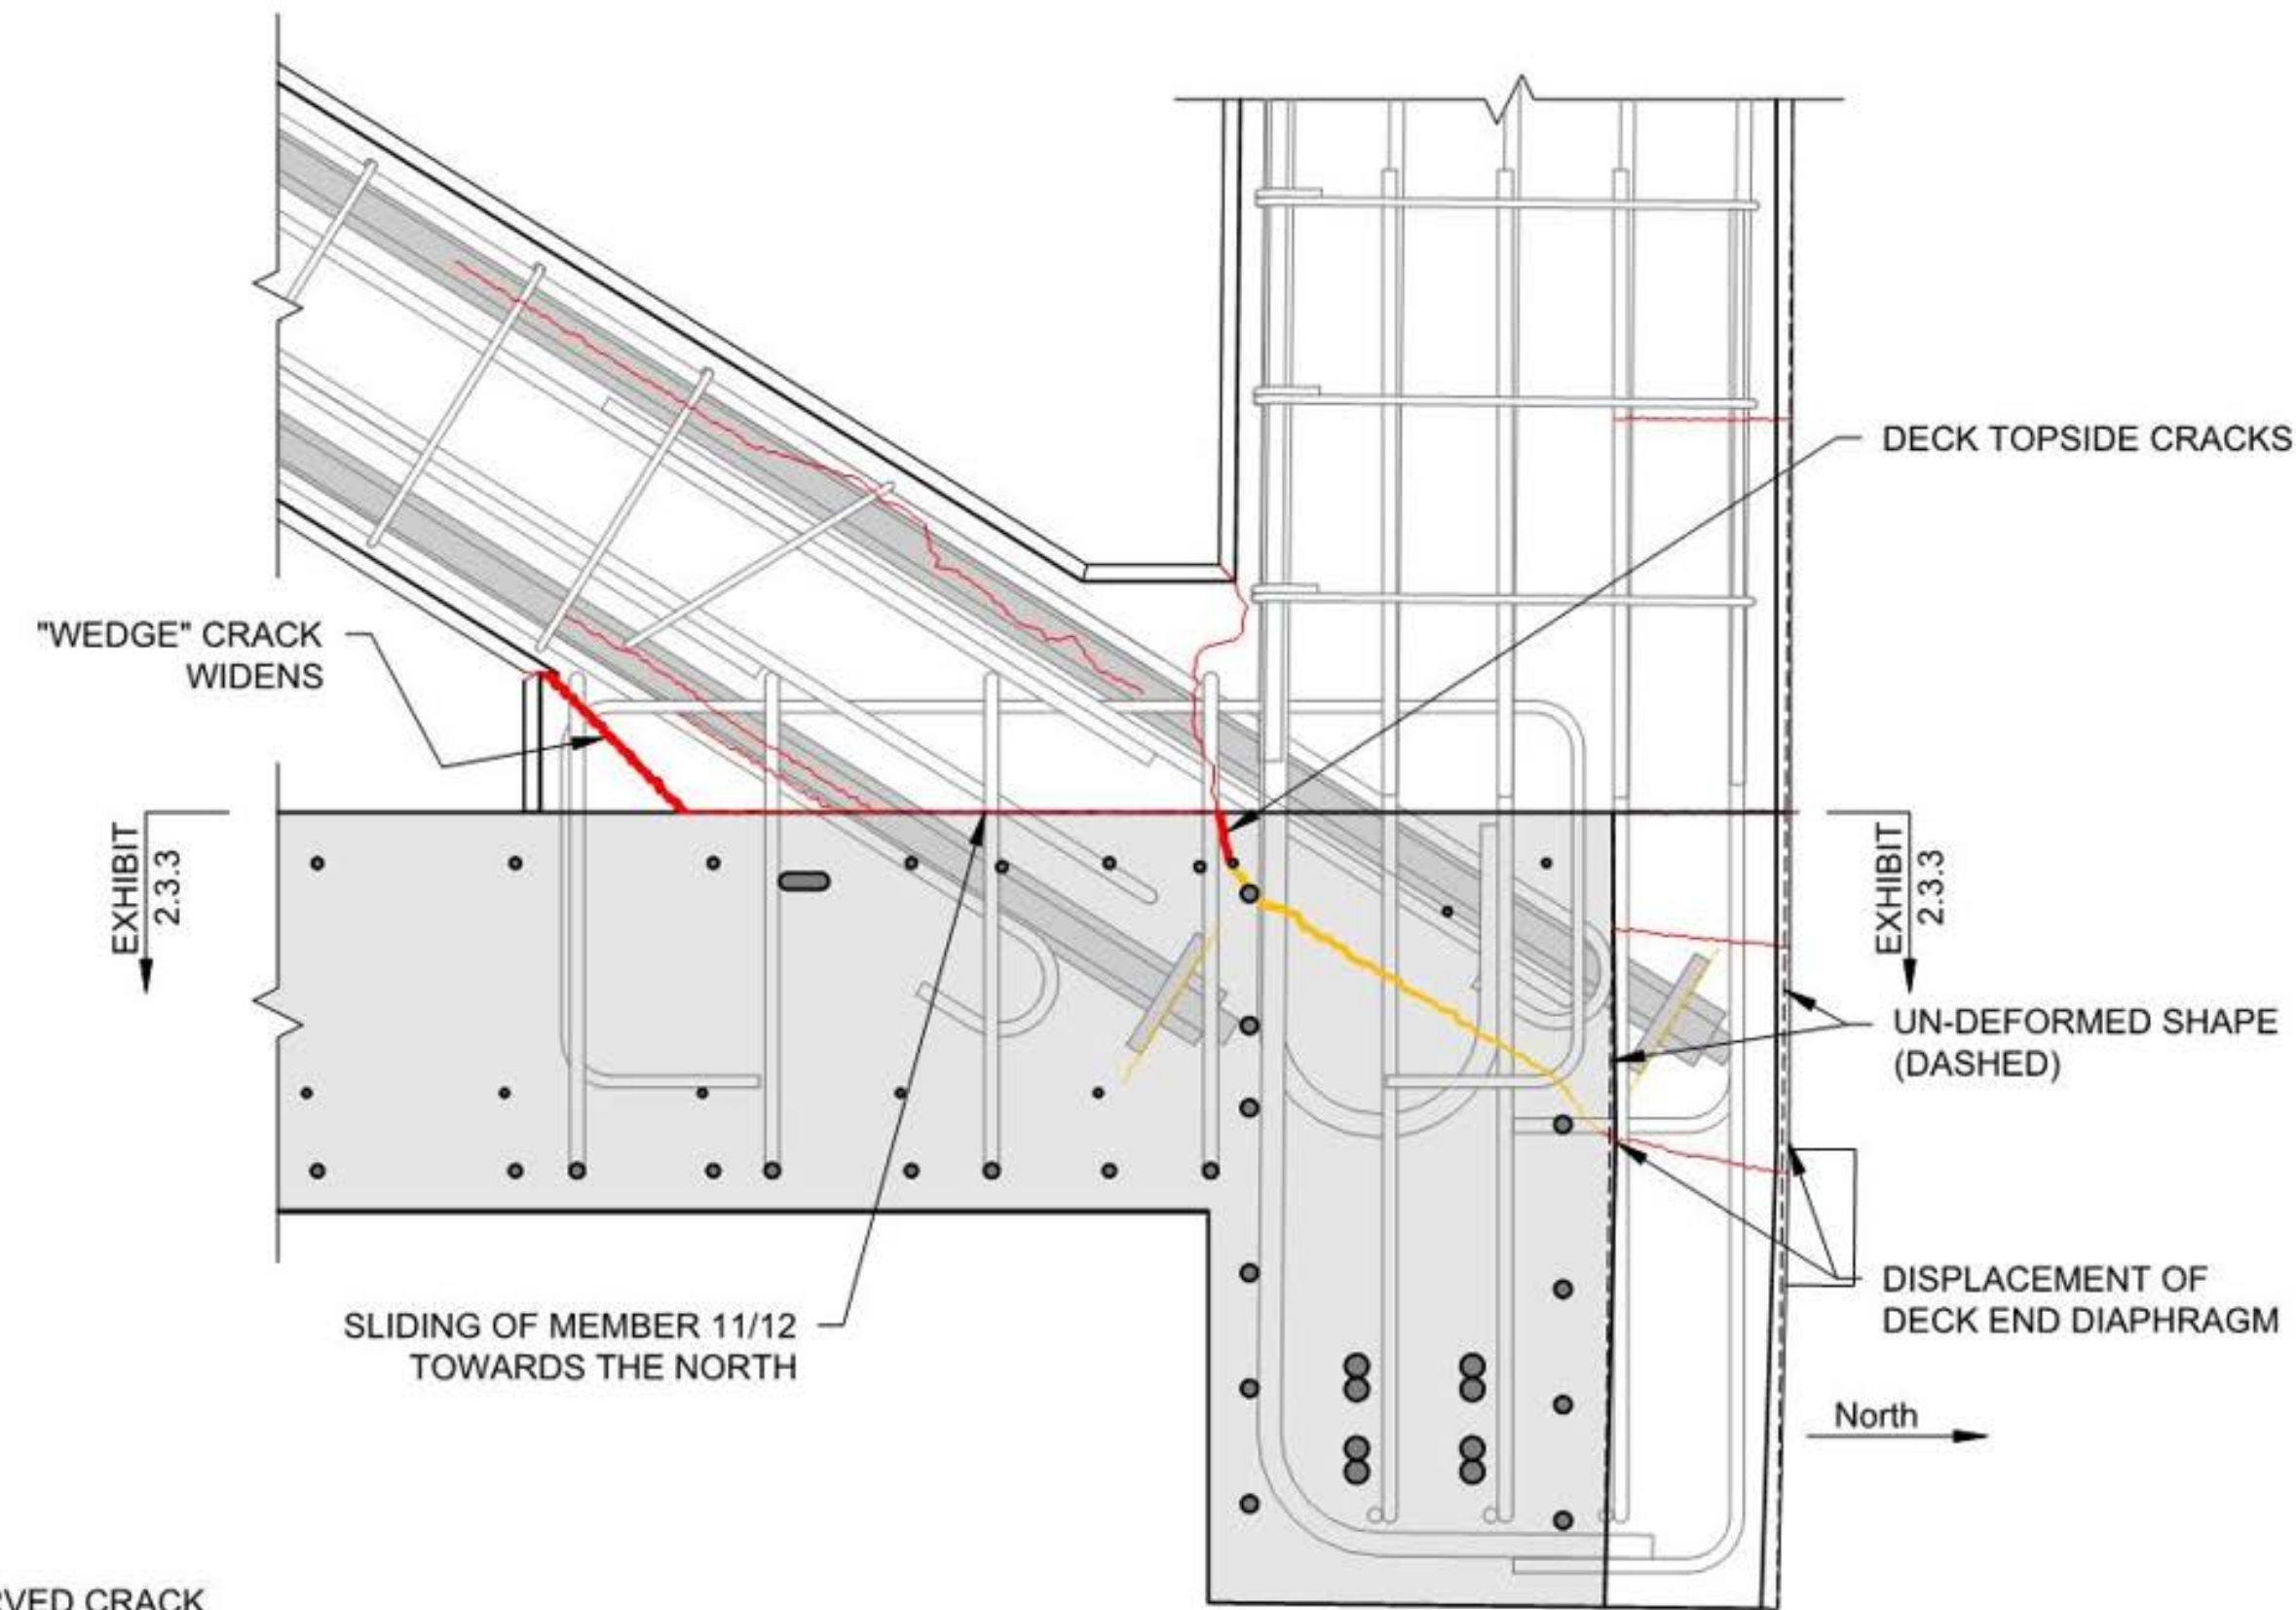 DECK TOPSIDE CRACKS
"WEDGE" CRACK
WIDENS
EXHIBIT
2.3.3
EXHIBIT
2.3.3
UN-DEFORMED SHAPE
(DASHED)
DISPLACEMENT OF
DECK END DIAPHRAGM
SLIDING OF MEMBER 11/12
TOWARDS THE NORTH
North
CRACK